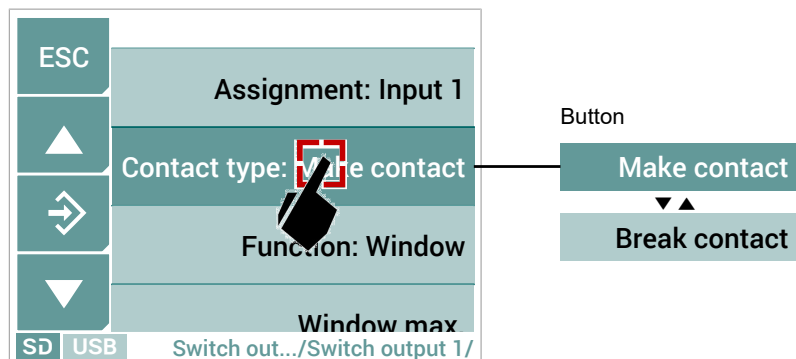 ESC
Assignment: Input 1
Contact type: Make contact
Function: Window
Window max.
SD USB Switch out.../Switch output 1/
Button
Make contact
Break contact